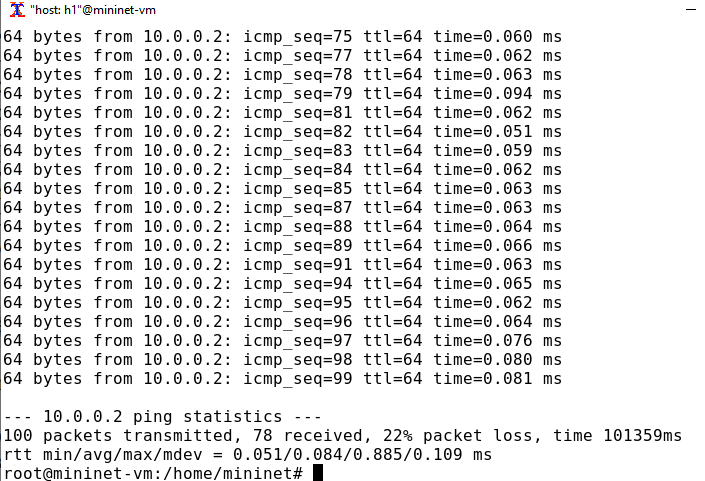 "host: h1"@mininet-vm
64 bytes from 10.0.0.2: icmp_seq=75 ttl=64 time=0.060 ms
64 bytes from 10.0.0.2: icmp_seq=77 ttl=64 time=0.062 ms
64 bytes from 10.0.0.2: icmp_seq=78 ttl=64 time=0.063 ms
64 bytes from 10.0.0.2: icmp_seq=79 ttl=64 time=0.094 ms
64 bytes from 10.0.0.2: icmp_seq=81 ttl=64 time=0.062 ms
64 bytes from 10.0.0.2: icmp_seq=82 ttl=64 time=0.051 ms
64 bytes from 10.0.0.2: icmp_seq=83 ttl=64 time=0.059 ms
64 bytes from 10.0.0.2: icmp_seq=84 ttl=64 time=0.062 ms
64 bytes from 10.0.0.2: icmp_seq=85 ttl=64 time=0.063 ms
64 bytes from 10.0.0.2: icmp_seq=87 ttl=64 time=0.063 ms
64 bytes from 10.0.0.2: icmp_seq=88 ttl=64 time=0.064 ms
64 bytes from 10.0.0.2: icmp_seq=89 ttl=64 time=0.066 ms
64 bytes from 10.0.0.2: icmp_seq=91 ttl=64 time=0.063 ms
64 bytes from 10.0.0.2: icmp_seq=94 ttl=64 time=0.065 ms
64 bytes from 10.0.0.2: icmp_seq=95 ttl=64 time=0.062 ms
64 bytes from 10.0.0.2: icmp_seq=96 ttl=64 time=0.064 ms
64 bytes from 10.0.0.2: icmp_seq=97 ttl=64 time=0.076 ms
64 bytes from 10.0.0.2: icmp_seq=98 ttl=64 time=0.080 ms
64 bytes from 10.0.0.2: icmp_seq=99 ttl=64 time=0.081 ms
--- 10.0.0.2 ping statistics ---
100 packets transmitted, 78 received, 22% packet loss, time 101359ms
rtt min/avg/max/mdev = 0.051/0.084/0.885/0.109 ms
root@mininet-vm:/home/mininet#